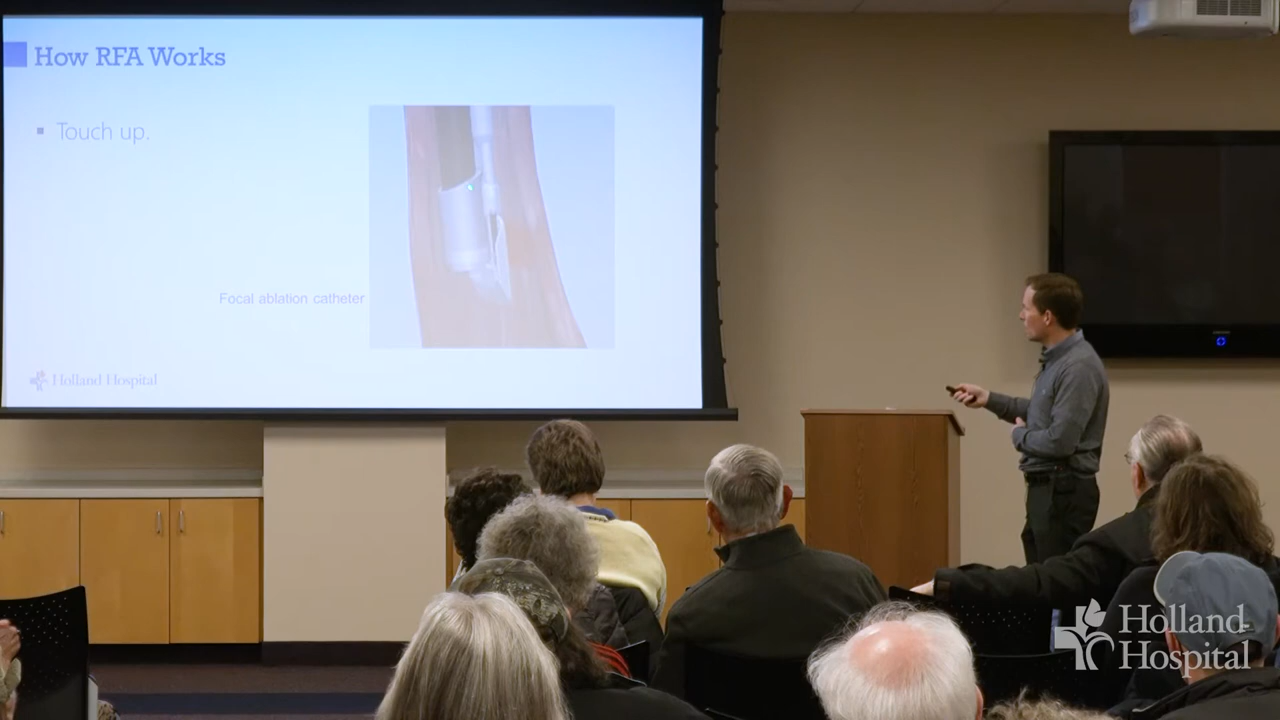 How RFA Works
Touch up.
Focal ablation catheter
Holland Hospital
Holland
Hospital